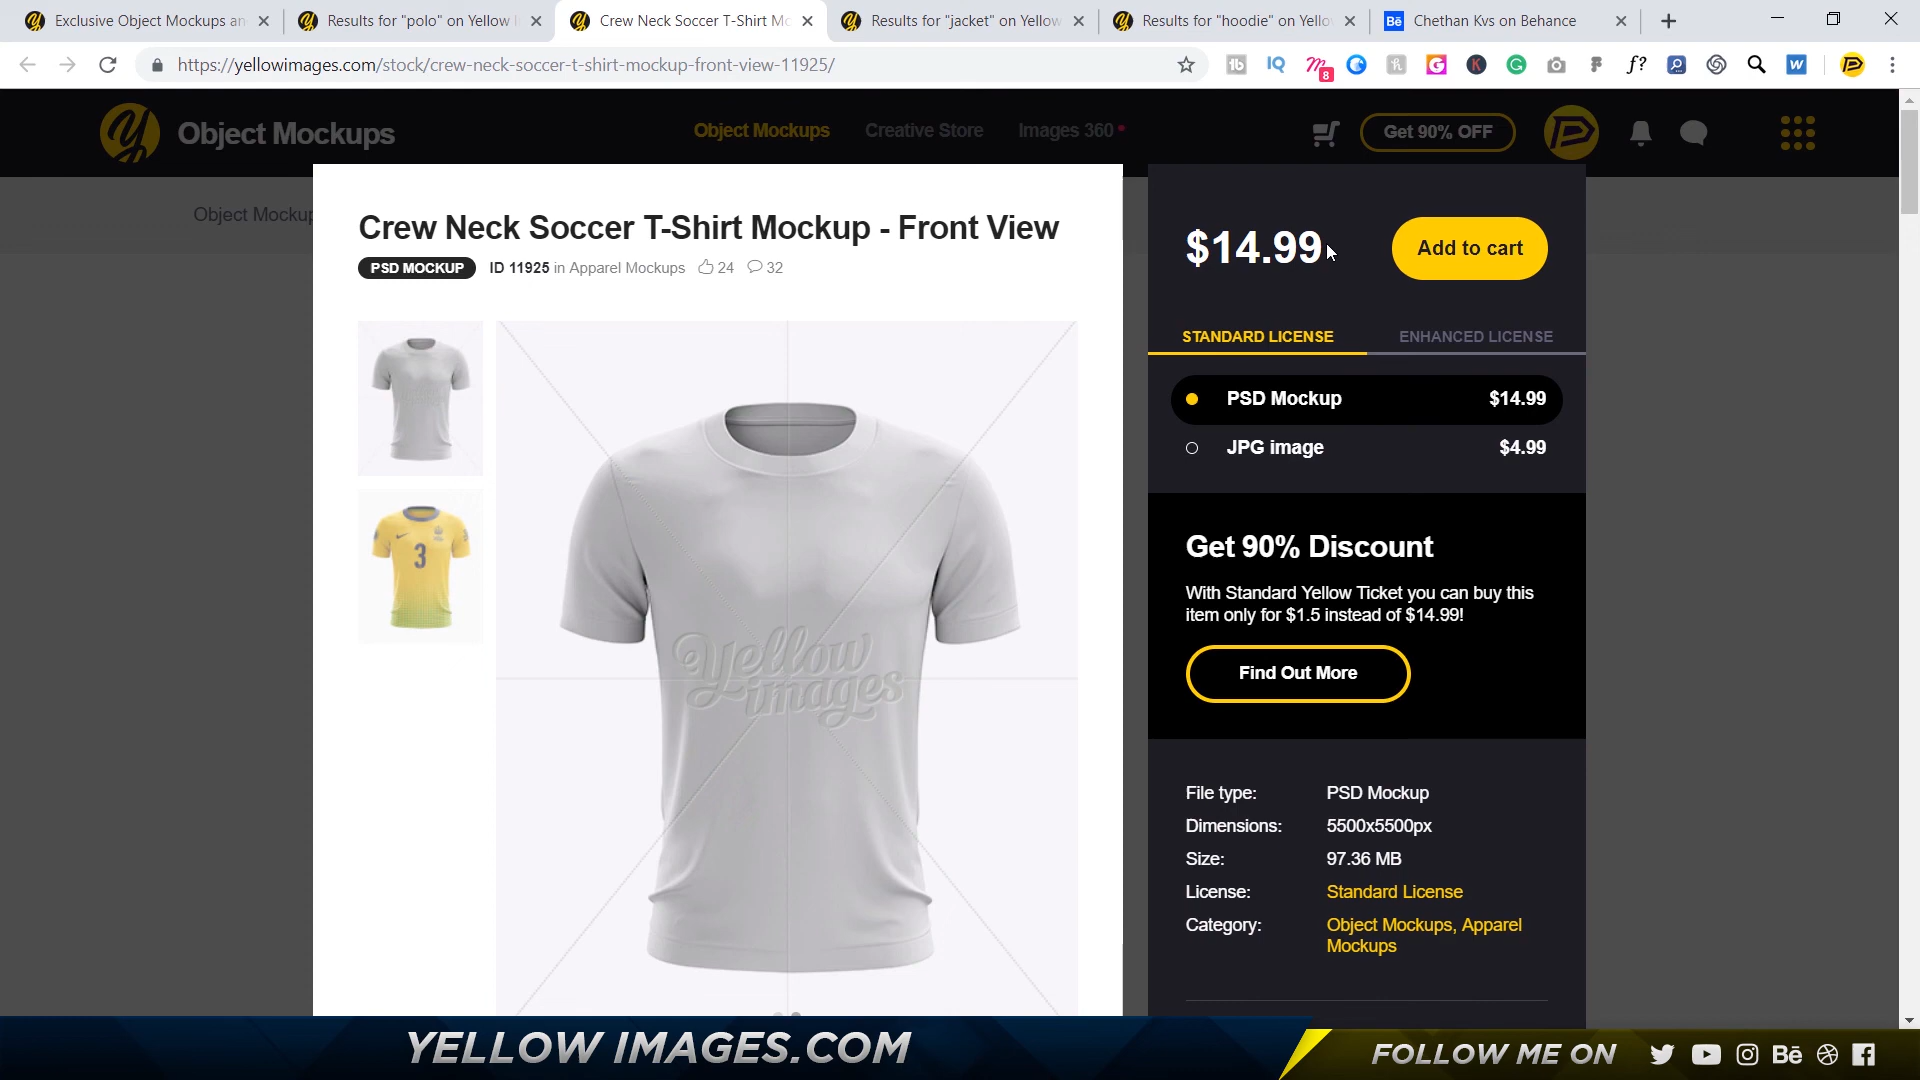 Exclusive Object Mockups an
Results for "polo" on Yellow I
Crew Neck Soccer T-Shirt Mo
Results for "jacket" on Yellow
Results for "hoodie" on Yello
Bē Chethan Kvs on Behance
https://yellowimages.com/stock/crew-neck-soccer-t-shirt-mockup-front-view-11925/
Object Mockups
Object Mockups
Creative Store
Images 360
Get 90% OFF
Object Mockup
Crew Neck Soccer T-Shirt Mockup - Front View
PSD MOCKUP ID 11925 in Apparel Mockups 24 32
$14.99
Add to cart
STANDARD LICENSE
ENHANCED LICENSE
PSD Mockup $14.99
JPG image $4.99
3
Yellow
images
Get 90% Discount
With Standard Yellow Ticket you can buy this
item only for $1.5 instead of $14.99!
Find Out More
File type: PSD Mockup
Dimensions: 5500x5500px
Size: 97.36 MB
License: Standard License
Category: Object Mockups, Apparel
Mockups
YELLOW IMAGES.COM
FOLLOW ME ON